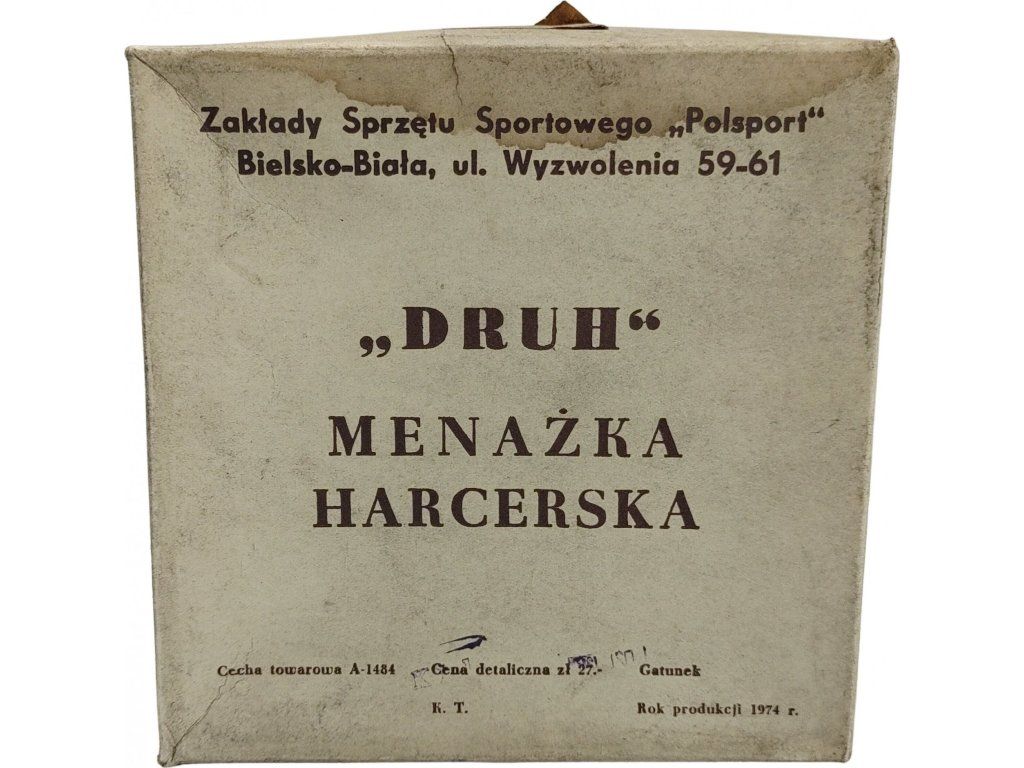 Zakłady Sprzętu Sportowego „Polsport“
Bielsko-Biała, ul. Wyzwolenia 59-61
„DRUH“
MENAŻKA
HARCERSKA
Cecha towarowa A-1484 Cena detaliczna zł 27.- Gatunek
K. T. Rok produkcji 1974 r.